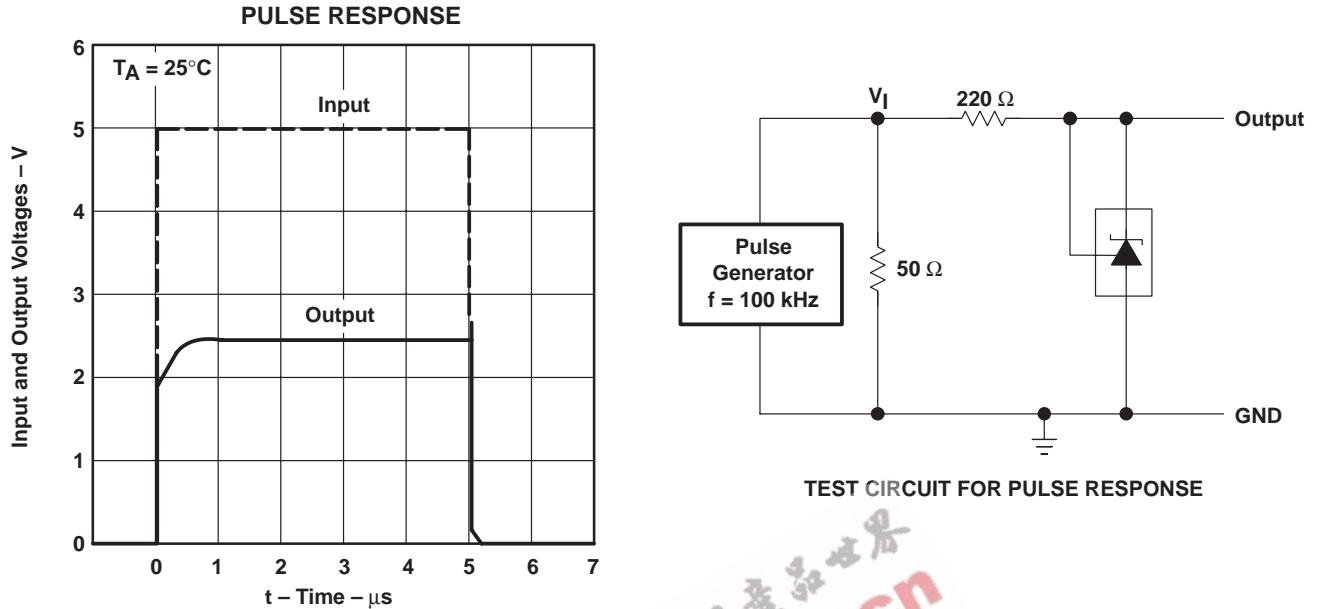 PULSE RESPONSE
TA = 25°C
Input
Output
Input and Output Voltages – V
6
5
4
3
2
1
0
0 1 2 3 4 5 6 7
t – Time – μs
VI
220 Ω
Output
Pulse
Generator
f = 100 kHz
50 Ω
GND
TEST CIRCUIT FOR PULSE RESPONSE